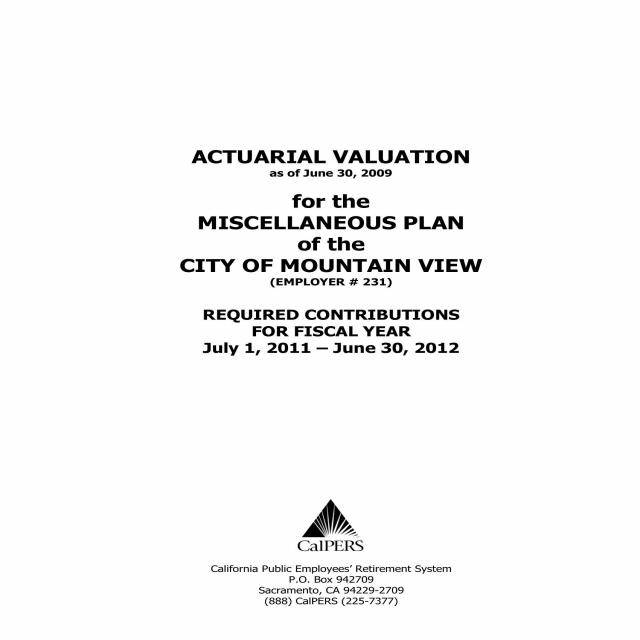 ACTUARIAL VALUATION
as of June 30, 2009
for the
MISCELLANEOUS PLAN
of the
CITY OF MOUNTAIN VIEW
(EMPLOYER # 231)
REQUIRED CONTRIBUTIONS
FOR FISCAL YEAR
July 1, 2011 – June 30, 2012
CalPERS
California Public Employees’ Retirement System
P.O. Box 942709
Sacramento, CA 94229-2709
(888) CalPERS (225-7377)